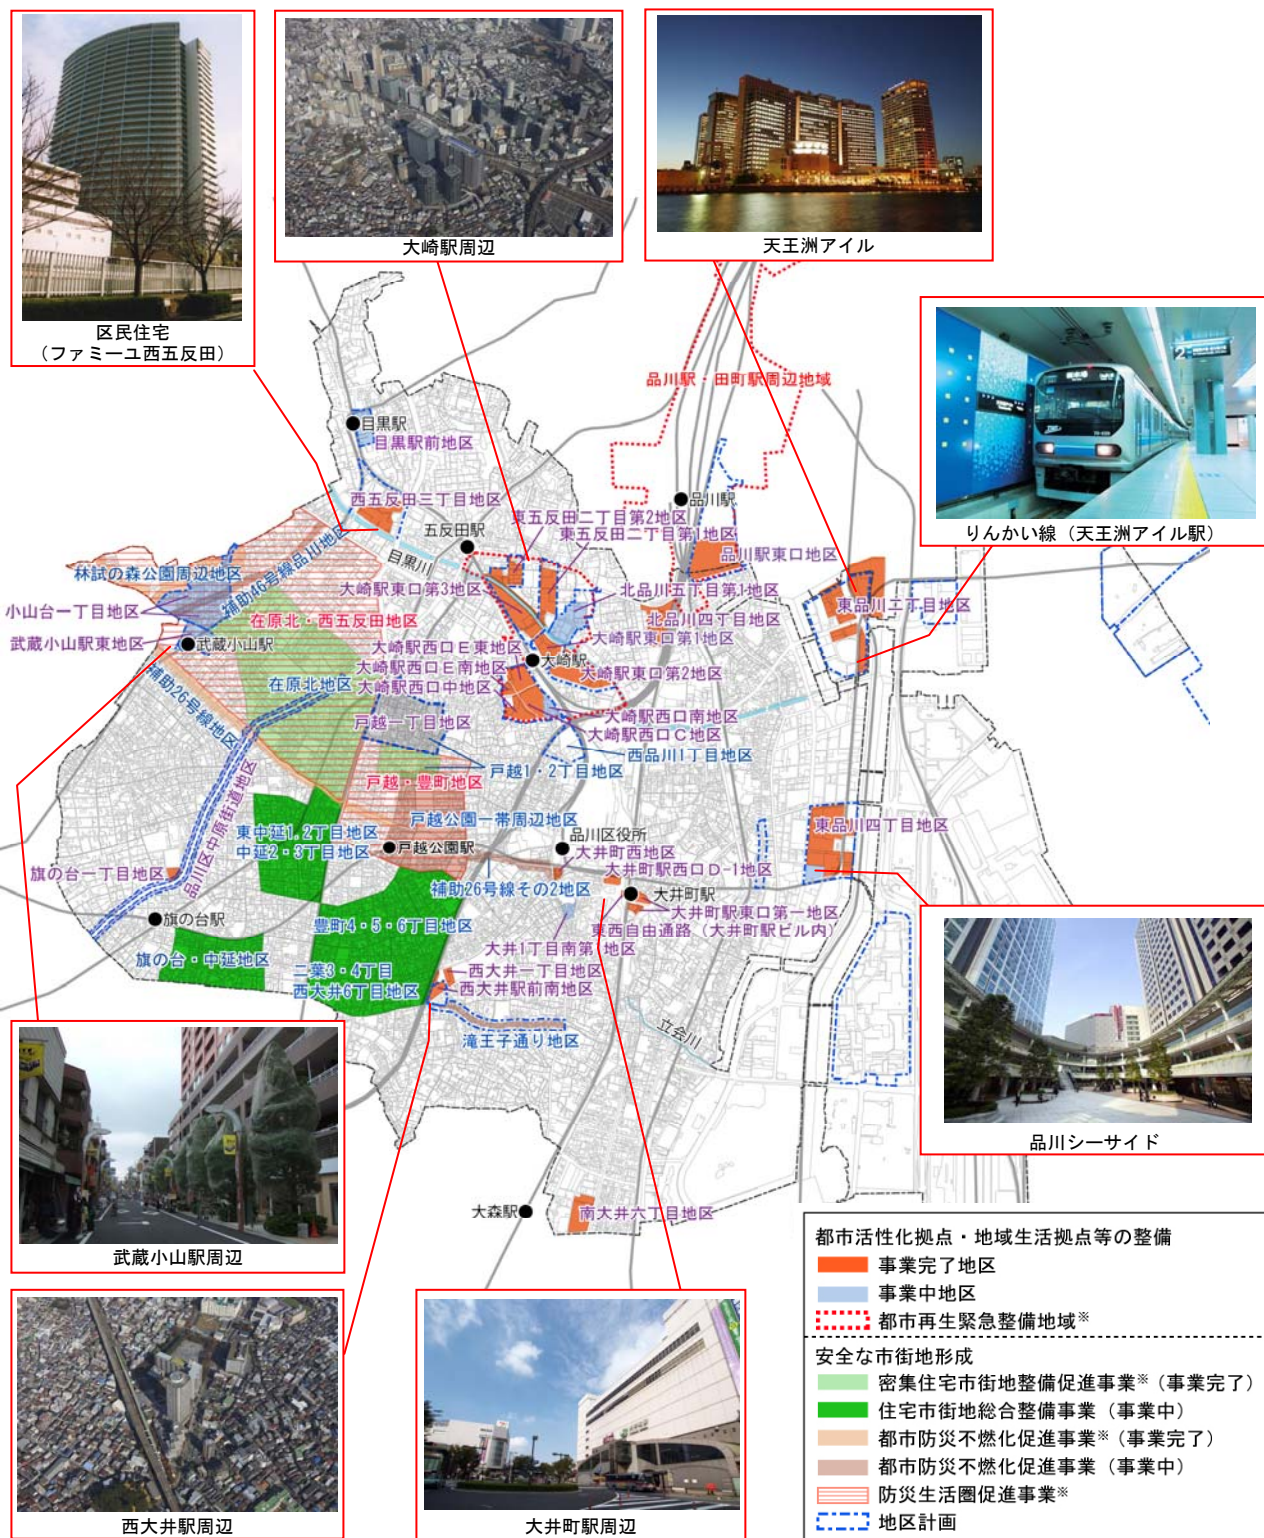 区民住宅
（ファミーユ西五反田）
大崎駅周辺
天王洲アイル
りんかい線（天王洲アイル駅）
品川駅・田町駅周辺地域
目黒駅
目黒駅前地区
西五反田三丁目地区
五反田駅
目黒川
東五反田二丁目第2地区
東五反田二丁目第1地区
品川駅
品川駅東口地区
林試の森公園周辺地区
補助46号線品川地区
小山台一丁目地区
武蔵小山駅東地区
武蔵小山駅
荏原北・西五反田地区
大崎駅東口第3地区
北品川五丁目第1地区
北品川四丁目地区
東品川二丁目地区
大崎駅西口Ｅ東地区
大崎駅東口第1地区
大崎駅
大崎駅西口Ｅ南地区
大崎駅東口第2地区
大崎駅西口中地区
補助26号線地区
荏原北地区
大崎駅西口南地区
大崎駅西口Ｃ地区
戸越一丁目地区
西品川1丁目地区
戸越1・2丁目地区
品川区中原街道地区
戸越・豊町地区
戸越公園一帯周辺地区
東中延1,2丁目地区
中延2・3丁目地区
戸越公園駅
品川区役所
東品川四丁目地区
大井町西地区
大井町駅西口Ｄ-1地区
旗の台一丁目地区
補助26号線その2地区
大井町駅
大井町駅東口第一地区
旗の台駅
豊町4・5・6丁目地区
東西自由通路（大井町駅ビル内）
大井1丁目南第1地区
旗の台・中延地区
二葉3・4丁目
西大井6丁目地区
西大井一丁目地区
西大井駅前南地区
滝王子通り地区
立会川
品川シーサイド
武蔵小山駅周辺
大森駅
南大井六丁目地区
西大井駅周辺
大井町駅周辺
都市活性化拠点・地域生活拠点等の整備
事業完了地区
事業中地区
都市再生緊急整備地域※
安全な市街地形成
密集住宅市街地整備促進事業※（事業完了）
住宅市街地総合整備事業（事業中）
都市防災不燃化促進事業※（事業完了）
都市防災不燃化促進事業（事業中）
防災生活圏促進事業※
地区計画